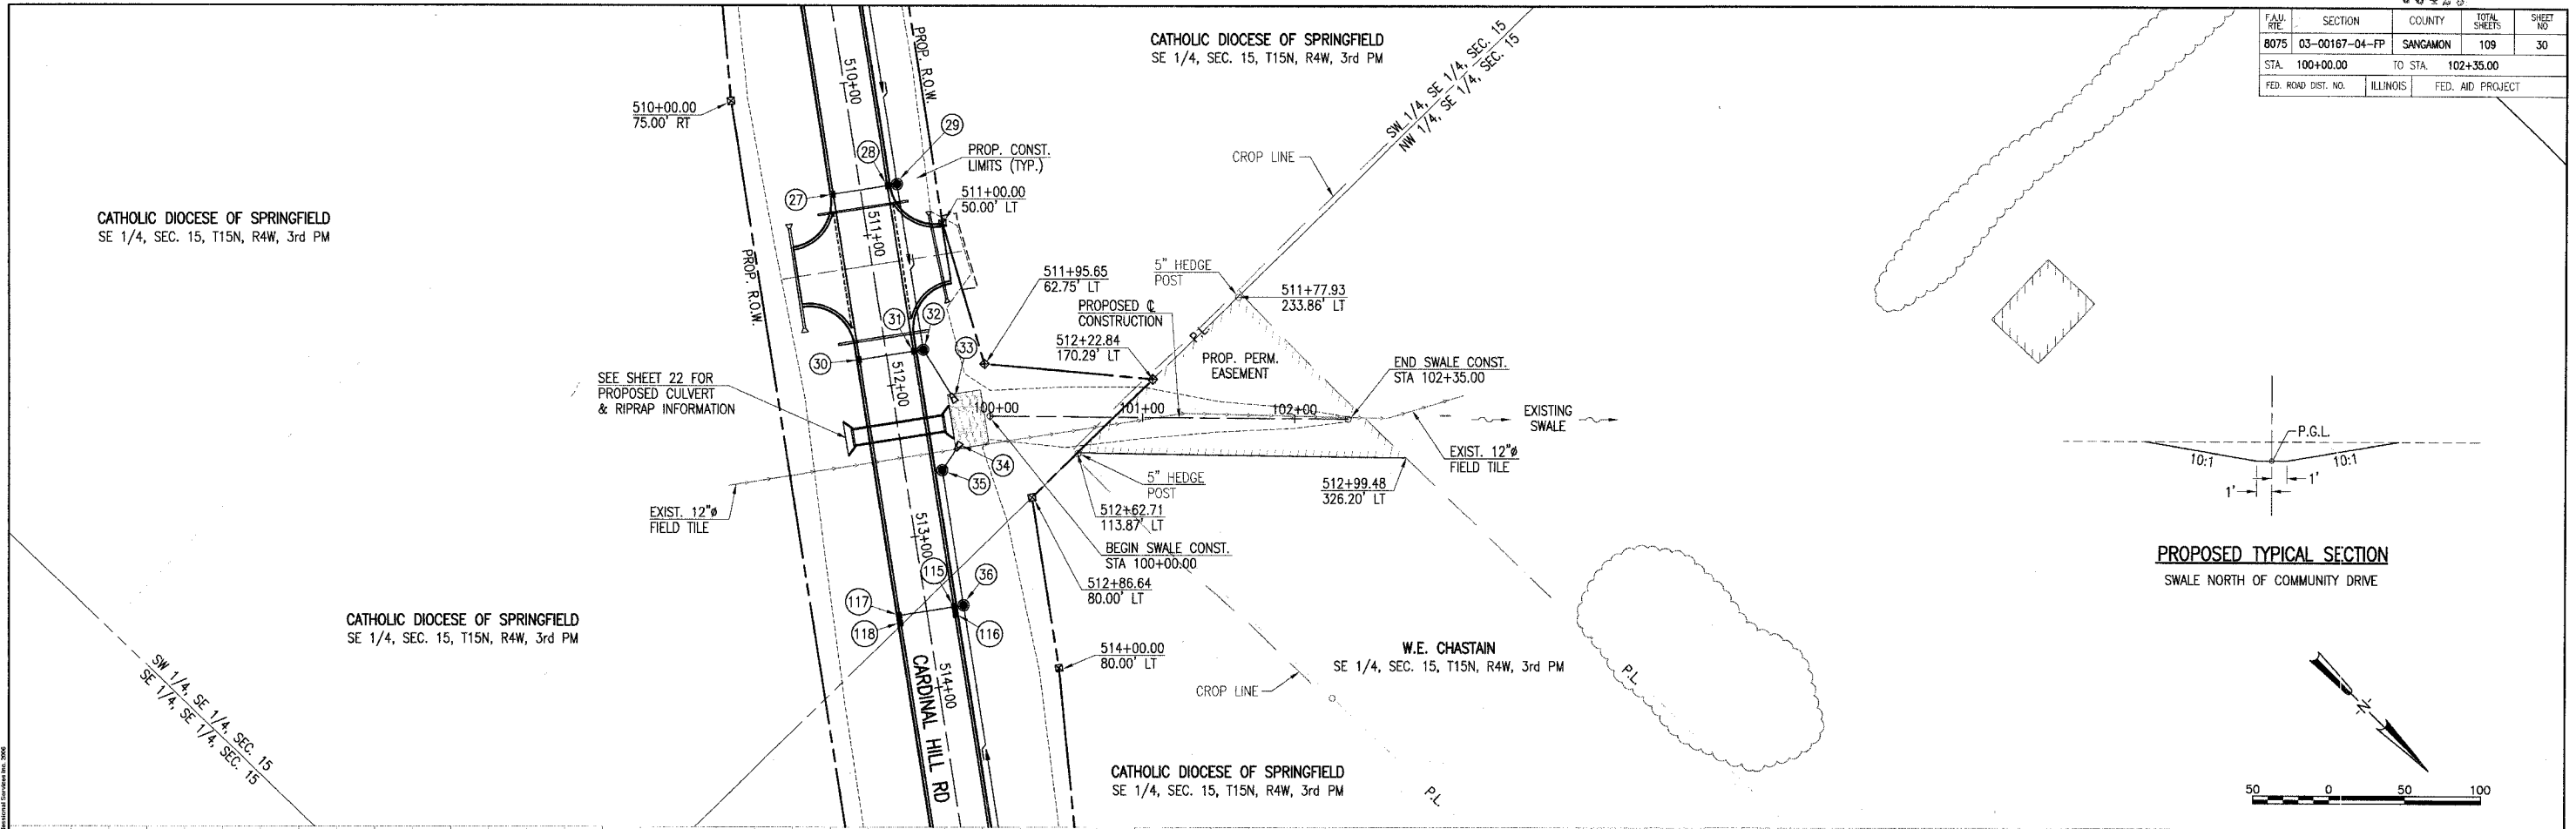 F.A.U. RTE. SECTION COUNTY TOTAL SHEETS SHEET NO
8075 03-00167-04-FP SANGAMON 109 30
STA. 100+00.00 TO STA. 102+35.00
FED. ROAD DIST. NO. ILLINOIS FED. AID PROJECT
CATHOLIC DIOCESE OF SPRINGFIELD
SE 1/4, SEC. 15, T15N, R4W, 3rd PM
SW 1/4, SE 1/4, SEC. 15
NW 1/4, SE 1/4, SEC. 15
CROP LINE
PROP. R.O.W.
510+00
510+00.00
75.00' RT
29
28
PROP. CONST.
LIMITS (TYP.)
27
511+00.00
50.00' LT
511+00
CATHOLIC DIOCESE OF SPRINGFIELD
SE 1/4, SEC. 15, T15N, R4W, 3rd PM
PROP. R.O.W.
511+95.65
62.75' LT
5" HEDGE
POST
511+77.93
233.86' LT
PROPOSED ℄
CONSTRUCTION
512+22.84
170.29' LT
P.L.
PROP. PERM.
EASEMENT
31
32
33
30
512+00
END SWALE CONST.
STA 102+35.00
SEE SHEET 22 FOR
PROPOSED CULVERT
& RIPRAP INFORMATION
100+00
101+00
102+00
EXISTING
SWALE
EXIST. 12"ø
FIELD TILE
34
35
5" HEDGE
POST
512+99.48
326.20' LT
EXIST. 12"ø
FIELD TILE
512+62.71
113.87' LT
513+00
BEGIN SWALE CONST.
STA 100+00.00
512+86.64
80.00' LT
115
36
117
118
116
514+00.00
80.00' LT
514+00
CARDINAL HILL RD
CROP LINE
W.E. CHASTAIN
SE 1/4, SEC. 15, T15N, R4W, 3rd PM
P.L.
P.L.
CATHOLIC DIOCESE OF SPRINGFIELD
SE 1/4, SEC. 15, T15N, R4W, 3rd PM
CATHOLIC DIOCESE OF SPRINGFIELD
SE 1/4, SEC. 15, T15N, R4W, 3rd PM
SW 1/4, SE 1/4, SEC. 15
SE 1/4, SE 1/4, SEC. 15
P.G.L.
10:1
10:1
1'
1'
PROPOSED TYPICAL SECTION
SWALE NORTH OF COMMUNITY DRIVE
-N-
50 0 50 100